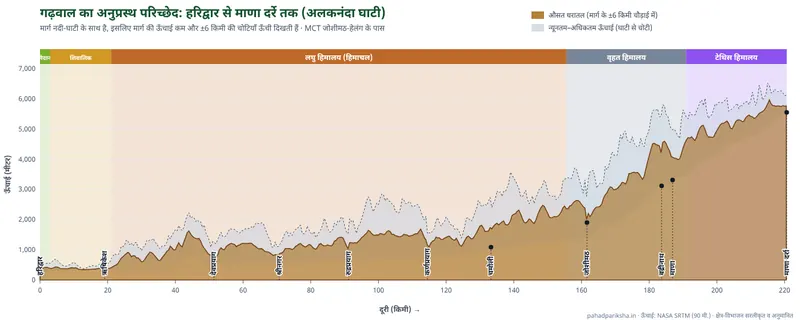 गढ़वाल का अनुप्रस्थ परिच्छेद: हरिद्वार से माणा दर्रे तक (अलकनंदा घाटी)
मार्ग नदी-घाटी के साथ है, इसलिए मार्ग की ऊँचाई कम और ±6 किमी की चोटियाँ ऊँची दिखती हैं · MCT जोशीमठ-हेलंग के पास
औसत धरातल (मार्ग के ±6 किमी चौड़ाई में)
न्यूनतम–अधिकतम ऊँचाई (घाटी से चोटी)
मैदान
शिवालिक
लघु हिमालय (हिमाचल)
वृहत हिमालय
टेथिस हिमालय
7,000
6,000
5,000
4,000
3,000
2,000
1,000
0
ऊँचाई (मीटर)
हरिद्वार
ऋषिकेश
देवप्रयाग
श्रीनगर
रुद्रप्रयाग
कर्णप्रयाग
चमोली
जोशीमठ
बद्रीनाथ
माणा
माणा दर्रा
0 20 40 60 80 100 120 140 160 180 200 220
दूरी (किमी) →
pahadpariksha.in · ऊँचाई: NASA SRTM (90 मी.) · क्षेत्र-विभाजन सरलीकृत व अनुमानित